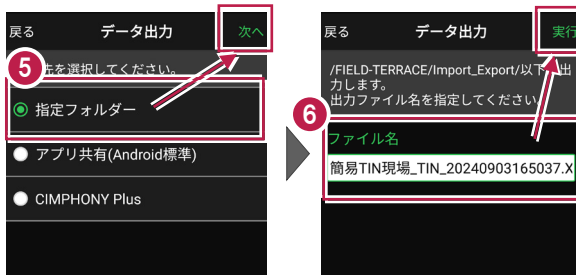 戻る データ出力 次へ
5
先を選択してください。
指定フォルダー
アプリ共有(Android標準)
CIMPHONY Plus
戻る データ出力 実行
/FIELD-TERRACE/Import_Export/以下 出
力します。
出力ファイル名を指定してください
6
ファイル名
簡易TIN現場_TIN_20240903165037.X